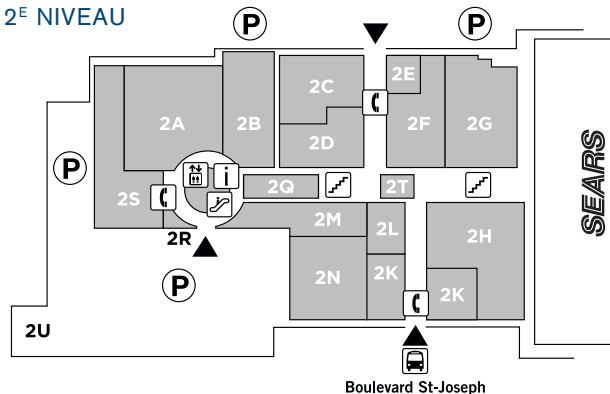 2E NIVEAU
P
P
2E
2C
2A
2B
2F
2G
2D
P
i
2Q
2T
2S
2M
2L
2H
2R
2N
2K
2K
P
2U
SEARS
Boulevard St-Joseph